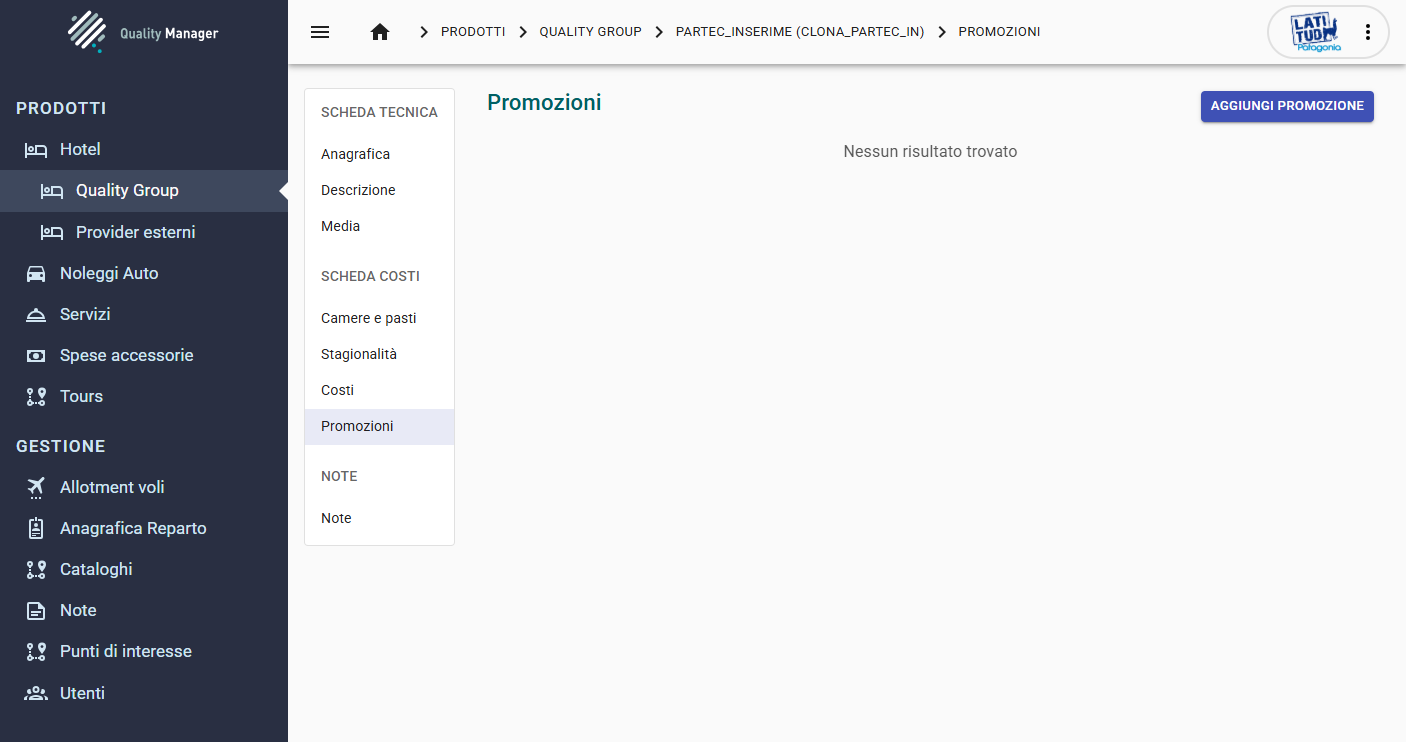 Quality Manager
PRODOTTI
Hotel
Quality Group
Provider esterni
Noleggi Auto
Servizi
Spese accessorie
Tours
GESTIONE
Allotment voli
Anagrafica Reparto
Cataloghi
Note
Punti di interesse
Utenti
PRODOTTI
QUALITY GROUP
PARTEC_INSERIME (CLONA_PARTEC_IN)
PROMOZIONI
LATI
TUD
Patagonia
SCHEDA TECNICA
Anagrafica
Descrizione
Media
SCHEDA COSTI
Camere e pasti
Stagionalità
Costi
Promozioni
NOTE
Note
Promozioni
AGGIUNGI PROMOZIONE
Nessun risultato trovato